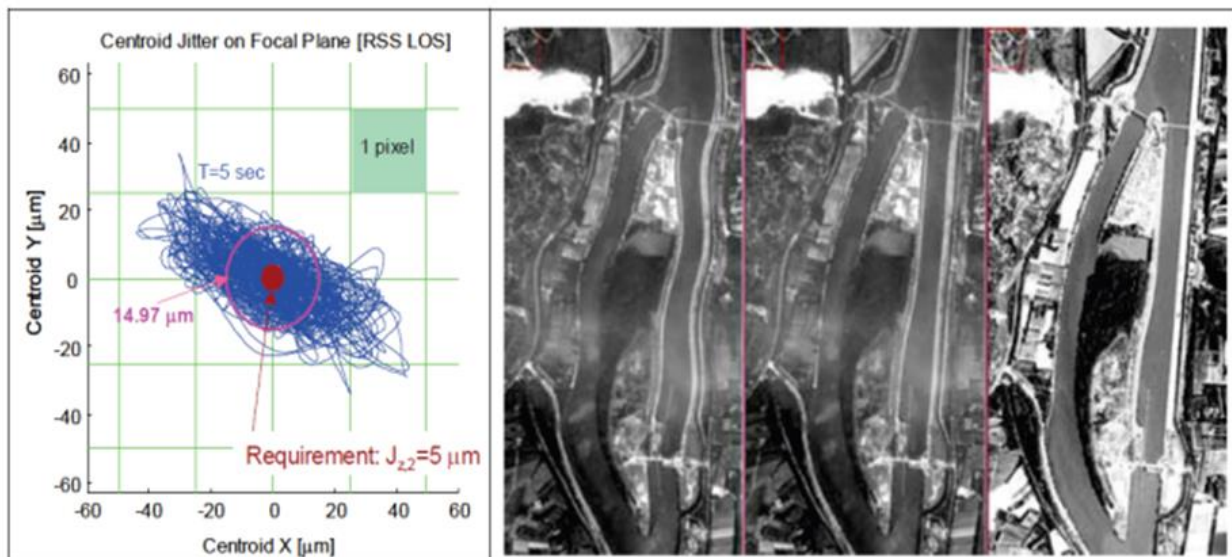 Centroid Jitter on Focal Plane [RSS LOS]
60
40
20
0
-20
-40
-60
Centroid Y [μm]
1 pixel
T=5 sec
14.97 μm
Requirement: Jz,2=5 μm
-60
-40
-20
0
20
40
60
Centroid X [μm]